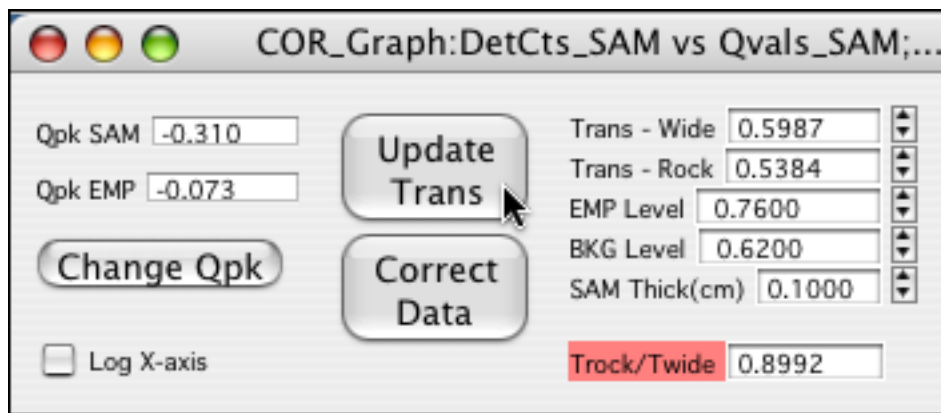 COR_Graph:DetCts_SAM vs Qvals_SAM;...
Qpk SAM -0.310
Qpk EMP -0.073
Change Qpk
Log X-axis
Update
Trans
Correct
Data
Trans - Wide 0.5987
Trans - Rock 0.5384
EMP Level 0.7600
BKG Level 0.6200
SAM Thick(cm) 0.1000
Trock/Twide 0.8992